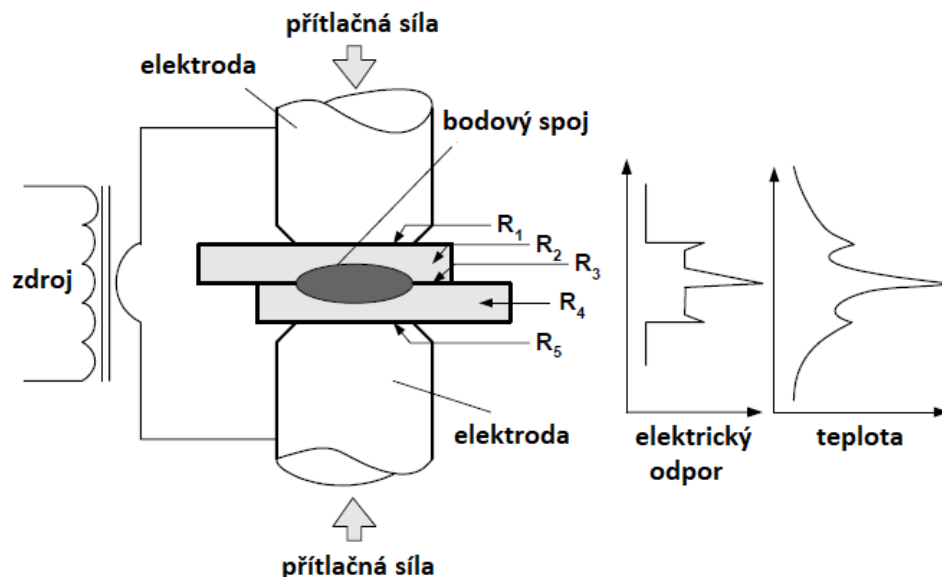 přítlačná síla
elektroda
bodový spoj
R1
R2
R3
zdroj
R4
R5
elektroda
elektrický
odpor
teplota
přítlačná síla